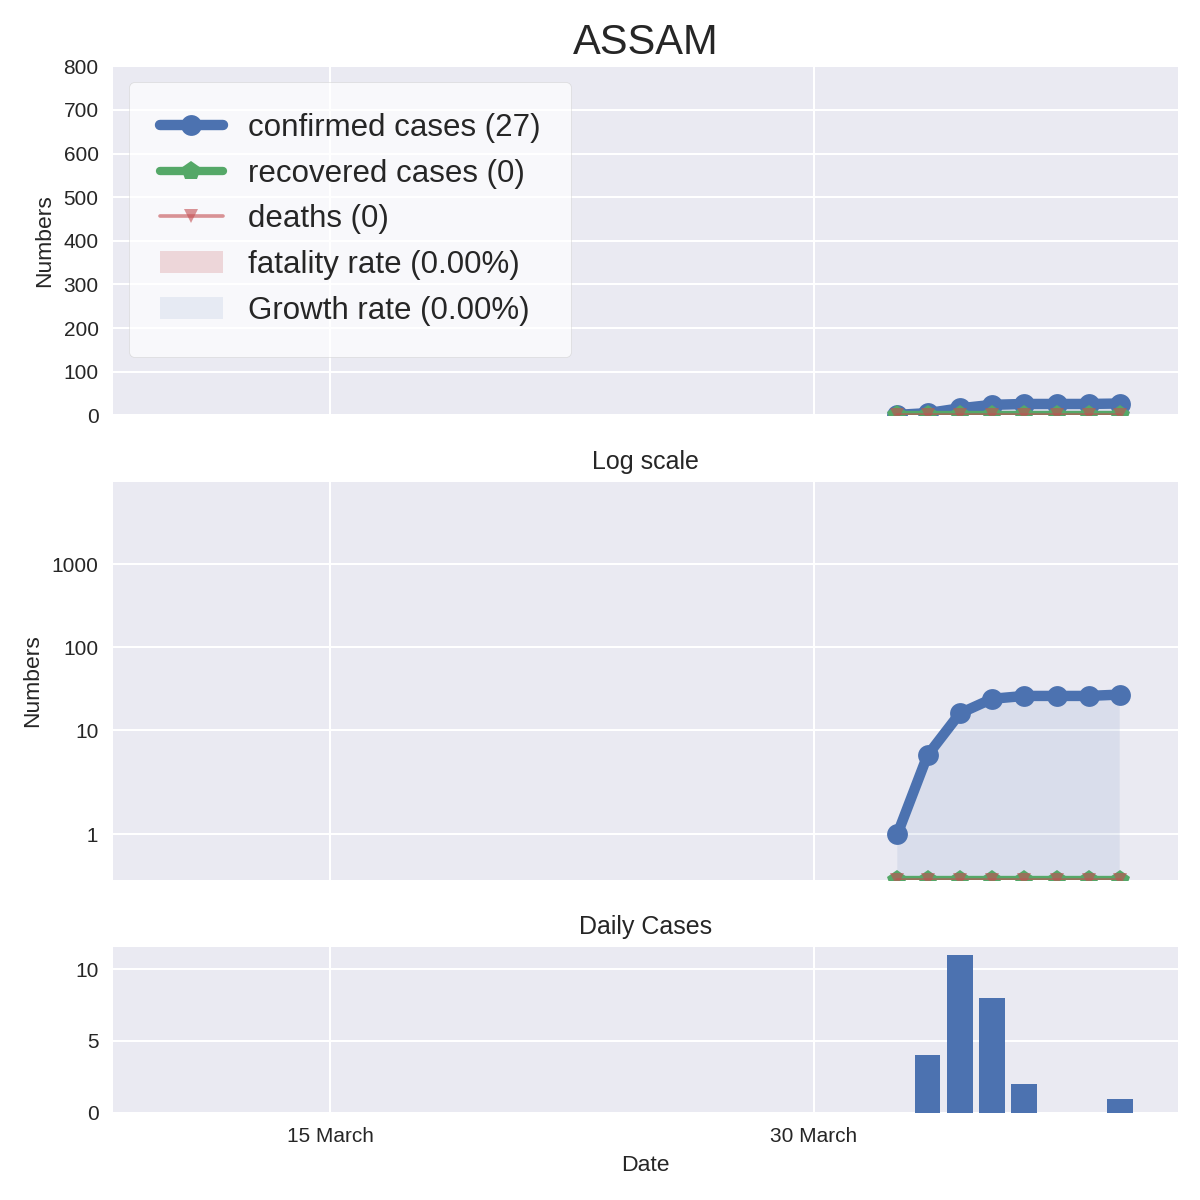 ASSAM
800
700
600
500
400
300
200
100
0
Numbers
confirmed cases (27)
recovered cases (0)
deaths (0)
fatality rate (0.00%)
Growth rate (0.00%)
Log scale
1000
100
10
1
Numbers
Daily Cases
10
5
0
15 March
30 March
Date